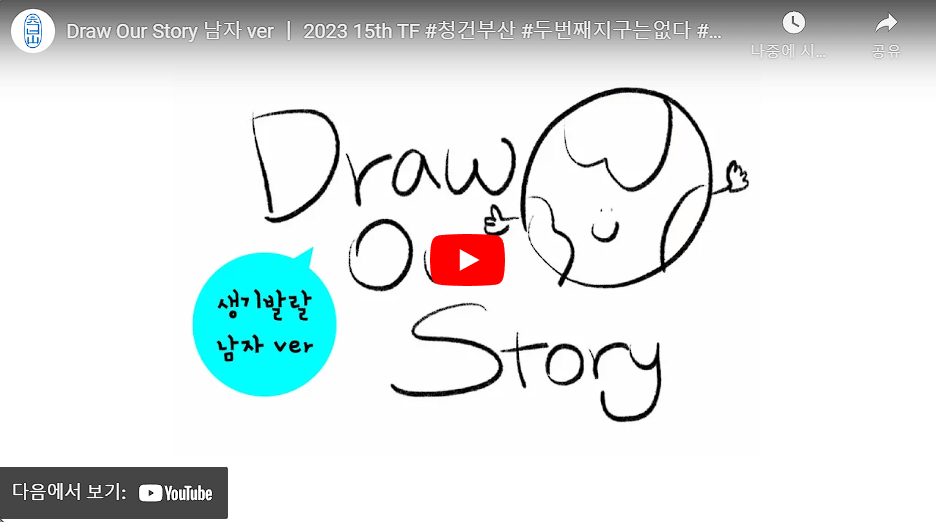 Draw Our Story 남자 ver ｜ 2023 15th TF #청건부산 #두번째지구는없다 #...
나중에 시...
공유
Draw
Ou
Story
생기발랄
남자 ver
다음에서 보기: YouTube